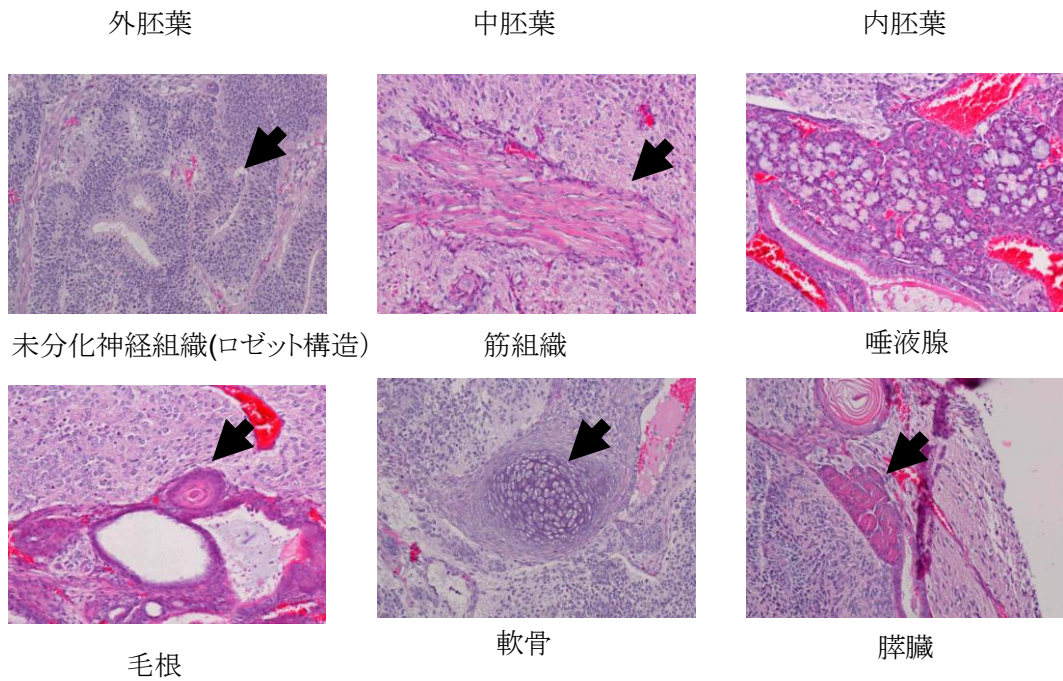 外胚葉
中胚葉
内胚葉
未分化神経組織(ロゼット構造）
筋組織
唾液腺
毛根
軟骨
膵臓